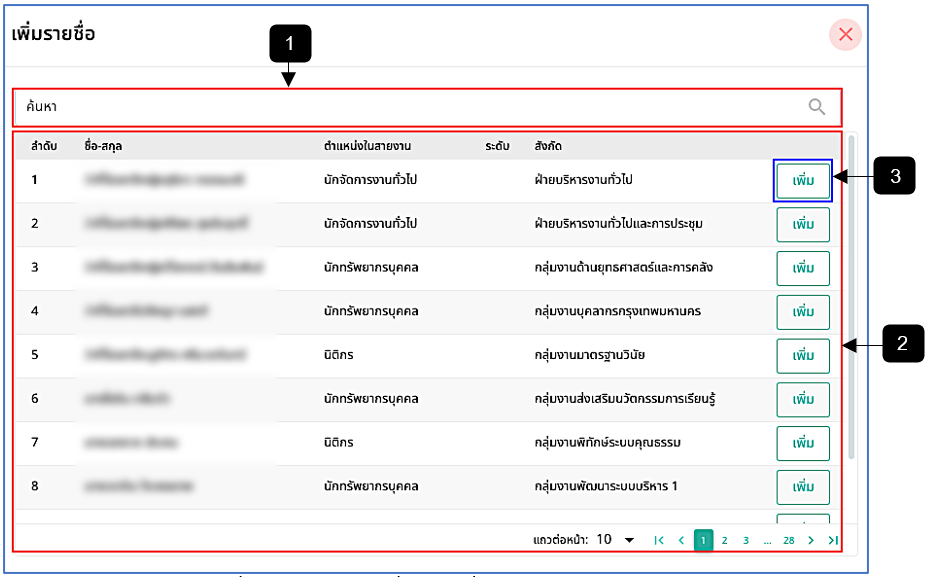 เพิ่มรายชื่อ
1
ค้นหา
ลำดับ ชื่อ-สกุล ตำแหน่งในสายงาน ระดับ สังกัด
1 นักจัดการงานทั่วไป ฝ่ายบริหารงานทั่วไป เพิ่ม 3
2 นักจัดการงานทั่วไป ฝ่ายบริหารงานทั่วไปและการประชุม เพิ่ม
3 นักทรัพยากรบุคคล กลุ่มงานด้านยุทธศาสตร์และการคลัง เพิ่ม
4 นักทรัพยากรบุคคล กลุ่มงานบุคลากรกรุงเทพมหานคร เพิ่ม
5 นิติกร กลุ่มงานมาตรฐานวินัย เพิ่ม 2
6 นักทรัพยากรบุคคล กลุ่มงานส่งเสริมนวัตกรรมการเรียนรู้ เพิ่ม
7 นิติกร กลุ่มงานพิทักษ์ระบบคุณธรรม เพิ่ม
8 นักทรัพยากรบุคคล กลุ่มงานพัฒนาระบบบริหาร 1 เพิ่ม
แถวต่อหน้า: 10 1 2 3 ... 28